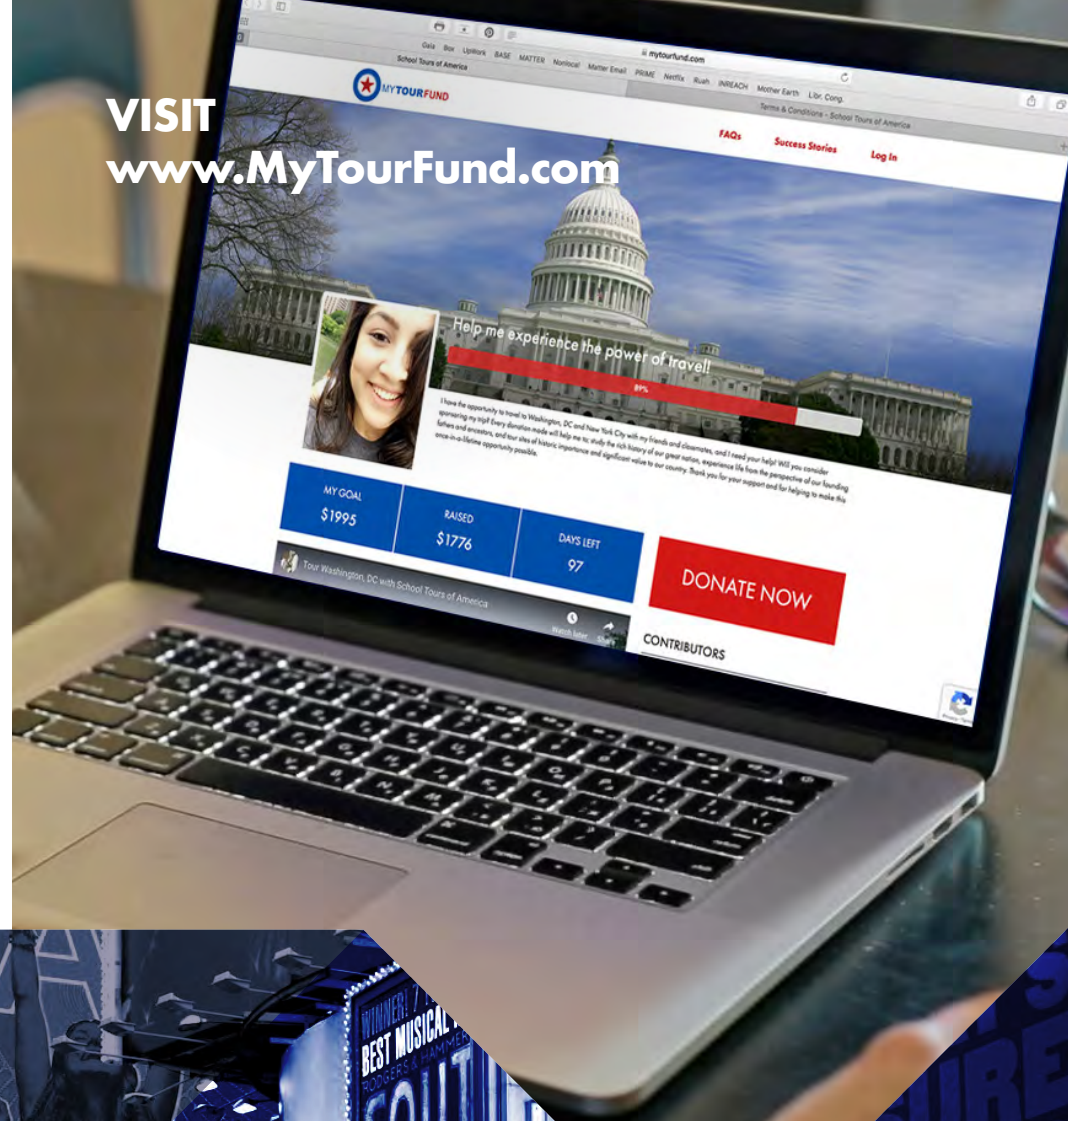 VISIT
www.MyTourFund.com
mytourfund.com
Gaia Box UpWork BASE MATTER Nonlocal Matter Email PRIME Netflix Ruah INREACH Mother Earth Libr. Cong.
School Tours of America
Terms & Conditions - School Tours of America
MYTOURFUND
FAQs Success Stories Log In
Help me experience the power of travel!
89%
I have the opportunity to travel to Washington, DC and New York City with my friends and classmates, and I need your help! Will you consider
sponsoring my trip? Every donation made will help me to: study the rich history of our great nation, experience life from the perspective of our founding
fathers and ancestors, and tour sites of historic importance and significant value to our country. Thank you for your support and for helping to make this
once-in-a-lifetime opportunity possible.
MY GOAL
$1995
RAISED
$1776
DAYS LEFT
97
DONATE NOW
Tour Washington, DC with School Tours of America
Watch later Share
CONTRIBUTORS
WINNER!
BEST MUSICAL
RODGERS & HAMMER